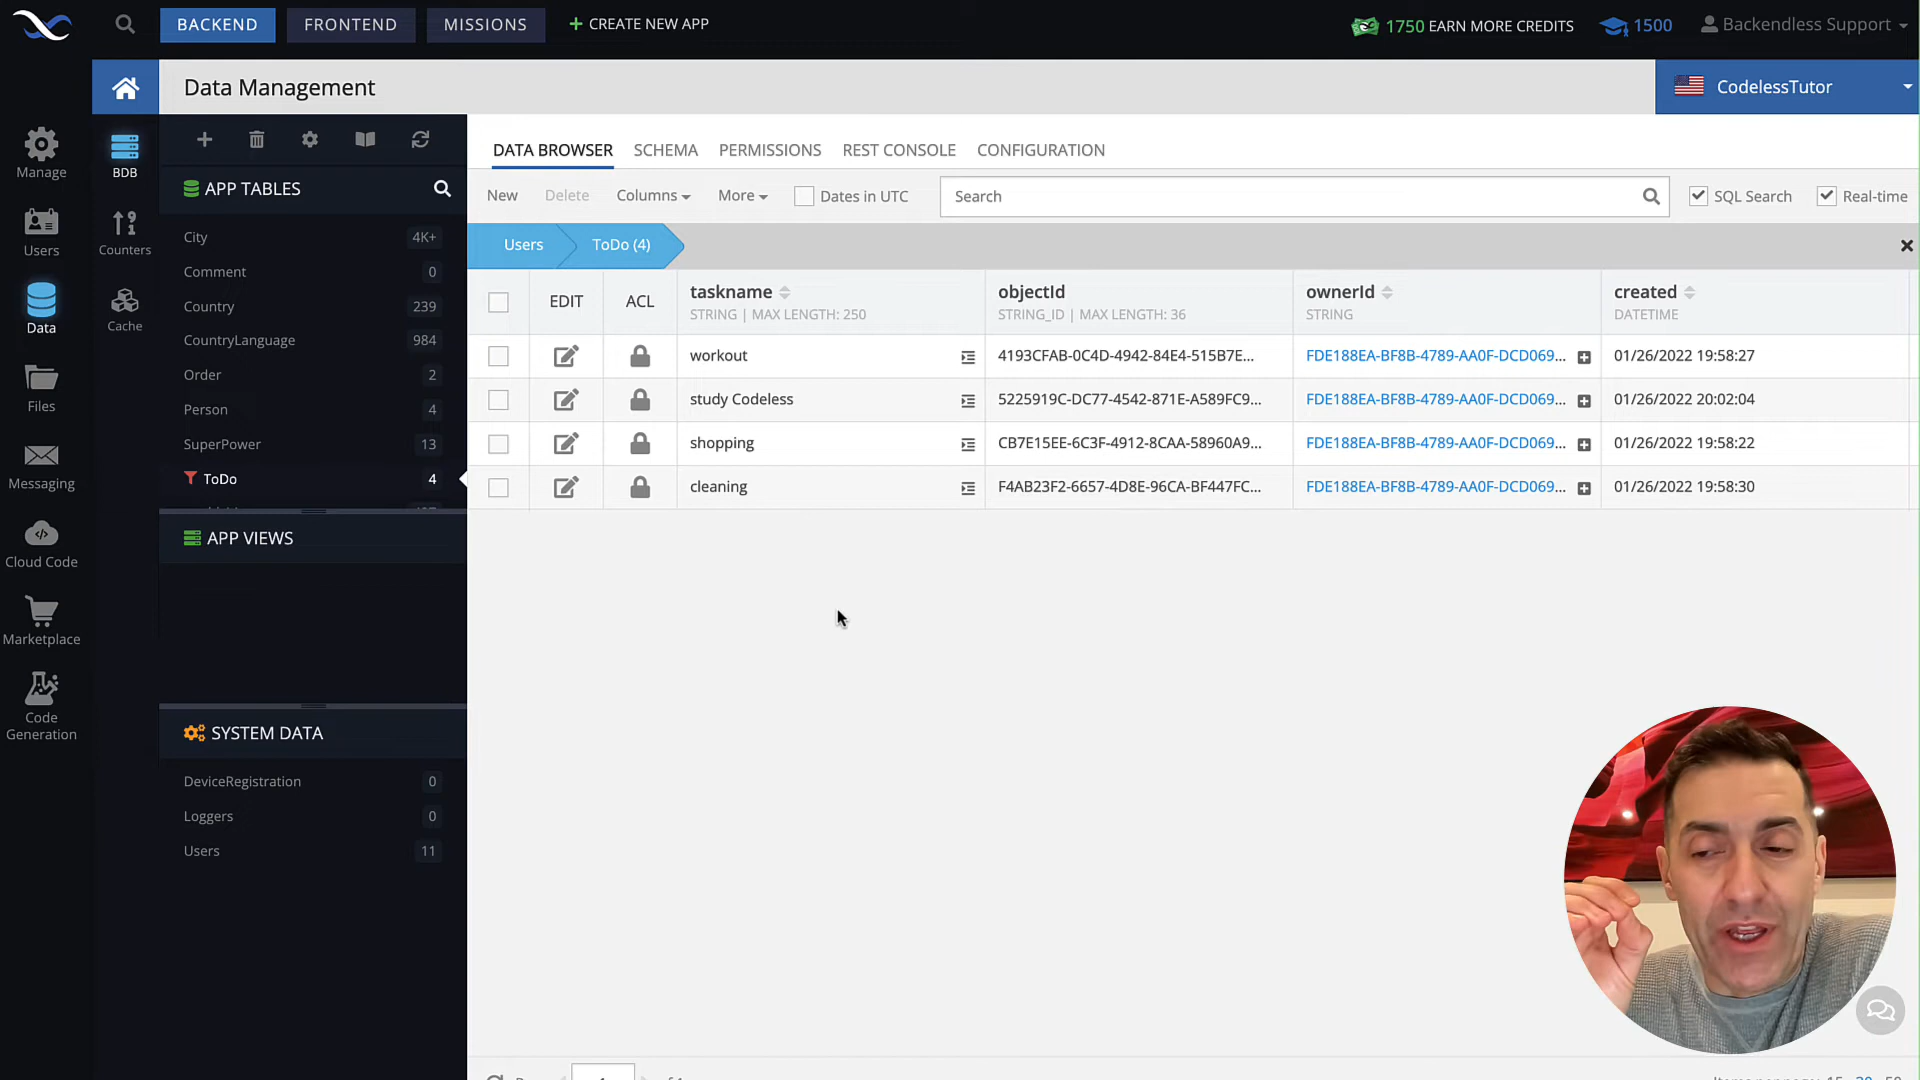 BACKEND
FRONTEND
MISSIONS
+ CREATE NEW APP
1750 EARN MORE CREDITS
1500
Backendless Support
Data Management
CodelessTutor
Manage
Users
Data
Files
Messaging
Cloud Code
Marketplace
Code
Generation
BDB
Counters
Cache
APP TABLES
City 4K+
Comment 0
Country 239
CountryLanguage 984
Order 2
Person 4
SuperPower 13
ToDo 4
APP VIEWS
SYSTEM DATA
DeviceRegistration 0
Loggers 0
Users 11
DATA BROWSER SCHEMA PERMISSIONS REST CONSOLE CONFIGURATION
New Delete Columns More Dates in UTC Search SQL Search Real-time
Users ToDo (4)
EDIT ACL taskname objectId ownerId created
STRING | MAX LENGTH: 250 STRING_ID | MAX LENGTH: 36 STRING DATETIME
workout 4193CFAB-0C4D-4942-84E4-515B7E... FDE188EA-BF8B-4789-AA0F-DCD069... 01/26/2022 19:58:27
study Codeless 5225919C-DC77-4542-871E-A589FC9... FDE188EA-BF8B-4789-AA0F-DCD069... 01/26/2022 20:02:04
shopping CB7E15EE-6C3F-4912-8CAA-58960A9... FDE188EA-BF8B-4789-AA0F-DCD069... 01/26/2022 19:58:22
cleaning F4AB23F2-6657-4D8E-96CA-BF447FC... FDE188EA-BF8B-4789-AA0F-DCD069... 01/26/2022 19:58:30